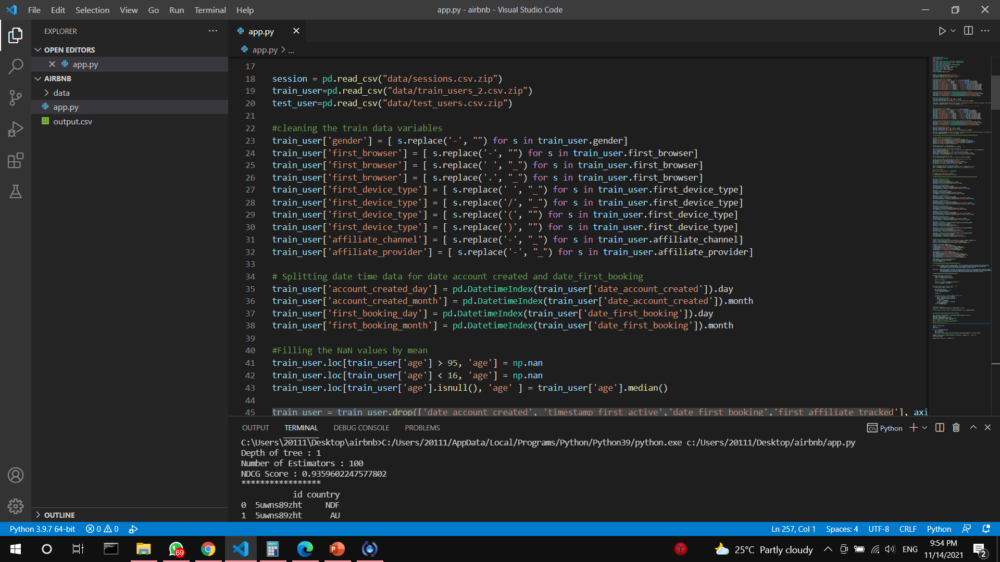 File Edit Selection View Go Run Terminal Help
app.py - airbnb - Visual Studio Code
EXPLORER
OPEN EDITORS
app.py
AIRBNB
data
app.py
output.csv
OUTLINE
app.py
app.py > ...
17
18 session = pd.read_csv("data/sessions.csv.zip")
19 train_user=pd.read_csv("data/train_users_2.csv.zip")
20 test_user=pd.read_csv("data/test_users.csv.zip")
21
22 #cleaning the train data variables
23 train_user['gender'] = [ s.replace('-', "") for s in train_user.gender]
24 train_user['first_browser'] = [ s.replace('-', "") for s in train_user.first_browser]
25 train_user['first_browser'] = [ s.replace(' ', "_") for s in train_user.first_browser]
26 train_user['first_browser'] = [ s.replace('.', "_") for s in train_user.first_browser]
27 train_user['first_device_type'] = [ s.replace(' ', "_") for s in train_user.first_device_type]
28 train_user['first_device_type'] = [ s.replace('/', "_") for s in train_user.first_device_type]
29 train_user['first_device_type'] = [ s.replace('(', "") for s in train_user.first_device_type]
30 train_user['first_device_type'] = [ s.replace(')', "") for s in train_user.first_device_type]
31 train_user['affiliate_channel'] = [ s.replace('-', "_") for s in train_user.affiliate_channel]
32 train_user['affiliate_provider'] = [ s.replace('-', "_") for s in train_user.affiliate_provider]
33
34 # Splitting date time data for date account created and date_first_booking
35 train_user['account_created_day'] = pd.DatetimeIndex(train_user['date_account_created']).day
36 train_user['account_created_month'] = pd.DatetimeIndex(train_user['date_account_created']).month
37 train_user['first_booking_day'] = pd.DatetimeIndex(train_user['date_first_booking']).day
38 train_user['first_booking_month'] = pd.DatetimeIndex(train_user['date_first_booking']).month
39
40 #Filling the NaN values by mean
41 train_user.loc[train_user['age'] > 95, 'age'] = np.nan
42 train_user.loc[train_user['age'] < 16, 'age'] = np.nan
43 train_user.loc[train_user['age'].isnull(), 'age' ] = train_user['age'].median()
44
45 train_user = train_user.drop(['date_account_created', 'timestamp_first_active','date_first_booking','first_affiliate_tracked'], axi
OUTPUT TERMINAL DEBUG CONSOLE PROBLEMS
Python
C:\Users\20111\Desktop\airbnb>C:/Users/20111/AppData/Local/Programs/Python/Python39/python.exe c:/Users/20111/Desktop/airbnb/app.py
Depth of tree : 1
Number of Estimators : 100
NDCG Score : 0.9359602247577802
*****************
id country
0 5uwns89zht NDF
1 5uwns89zht AU
Python 3.9.7 64-bit 0 0
Ln 257, Col 1 Spaces: 4 UTF-8 CRLF Python
69
25°C Partly cloudy
ENG
9:54 PM
11/14/2021
2